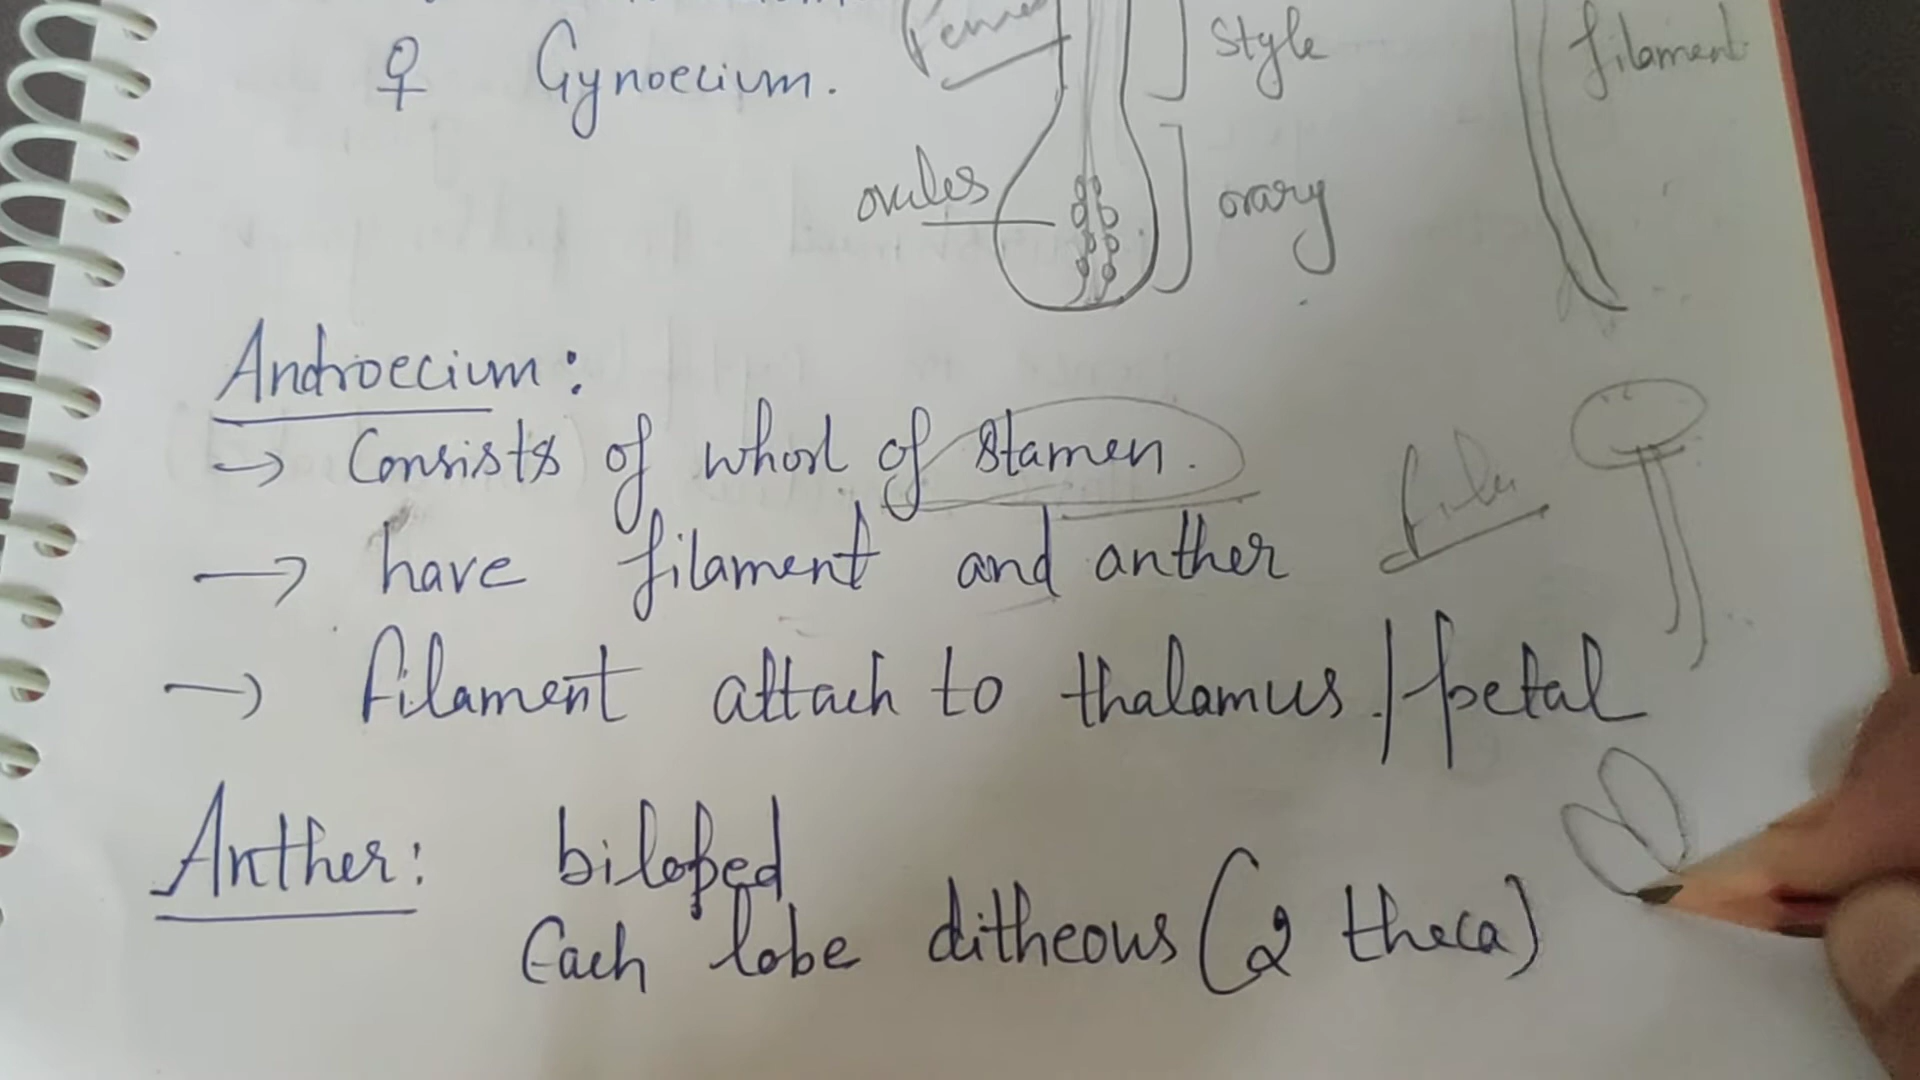 style
filament
♀ Gynoecium.
ovules
ovary
Androecium:
→ Consists of whorl of stamen.
→ have filament and anther
→ filament attach to thalamus. / petal
Anther: bilobed
Each lobe ditheous (2 theca)